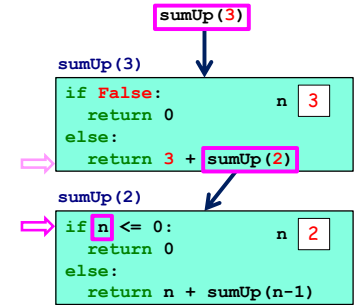 sumUp(3)
sumUp(3)
if False:
return 0
else:
return 3 + sumUp(2)
n 3
sumUp(2)
if n <= 0:
return 0
else:
return n + sumUp(n-1)
n 2